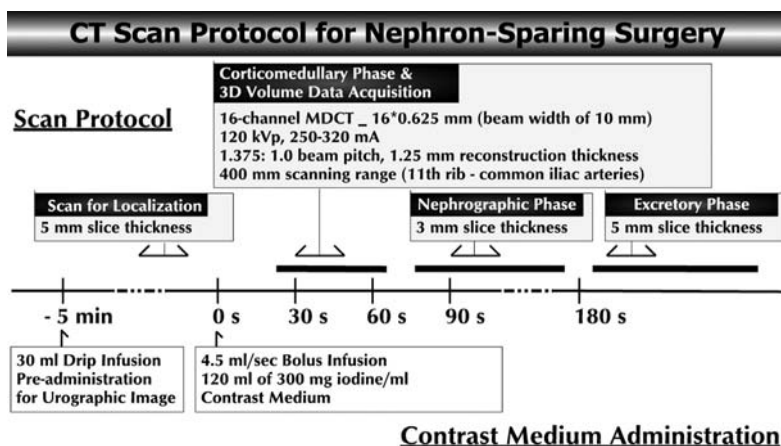 CT Scan Protocol for Nephron-Sparing Surgery
Corticomedullary Phase &
3D Volume Data Acquisition
Scan Protocol
16-channel MDCT _ 16*0.625 mm (beam width of 10 mm)
120 kVp, 250-320 mA
1.375: 1.0 beam pitch, 1.25 mm reconstruction thickness
400 mm scanning range (11th rib - common iliac arteries)
Scan for Localization
5 mm slice thickness
Nephrographic Phase
3 mm slice thickness
Excretory Phase
5 mm slice thickness
- 5 min 0 s 30 s 60 s 90 s 180 s
30 ml Drip Infusion
Pre-administration
for Urographic Image
4.5 ml/sec Bolus Infusion
120 ml of 300 mg iodine/ml
Contrast Medium
Contrast Medium Administration